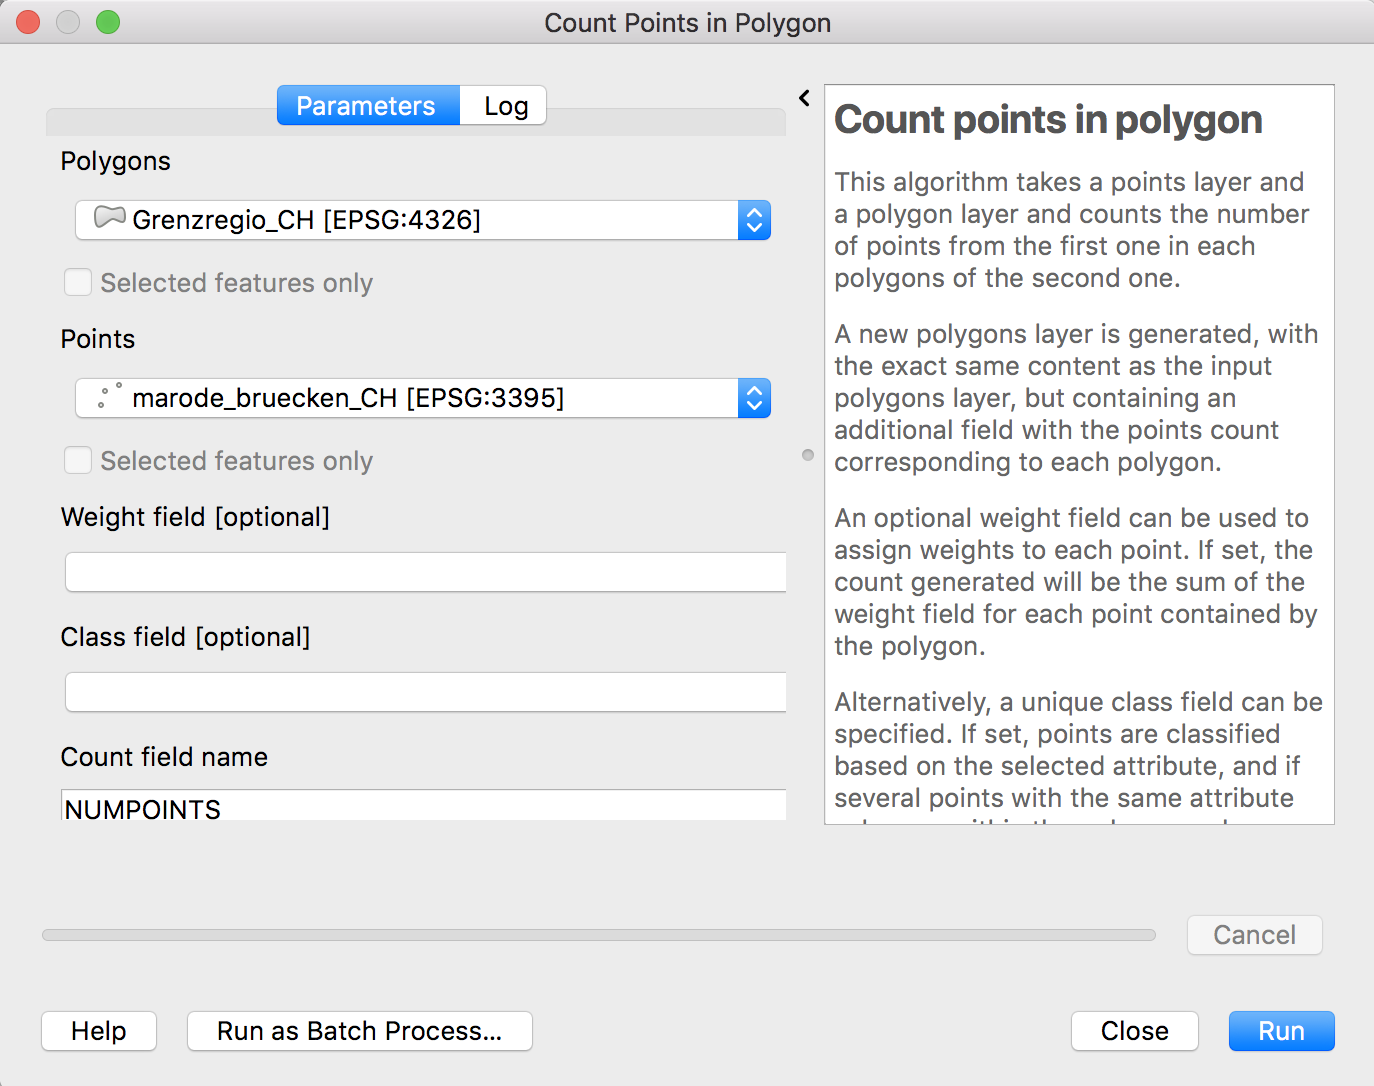 Count Points in Polygon
Parameters
Log
Polygons
Grenzregio_CH [EPSG:4326]
Selected features only
Points
marode_bruecken_CH [EPSG:3395]
Selected features only
Weight field [optional]
Class field [optional]
Count field name
NUMPOINTS
Count points in polygon
This algorithm takes a points layer and
a polygon layer and counts the number
of points from the first one in each
polygons of the second one.
A new polygons layer is generated, with
the exact same content as the input
polygons layer, but containing an
additional field with the points count
corresponding to each polygon.
An optional weight field can be used to
assign weights to each point. If set, the
count generated will be the sum of the
weight field for each point contained by
the polygon.
Alternatively, a unique class field can be
specified. If set, points are classified
based on the selected attribute, and if
several points with the same attribute
Cancel
Help
Run as Batch Process...
Close
Run